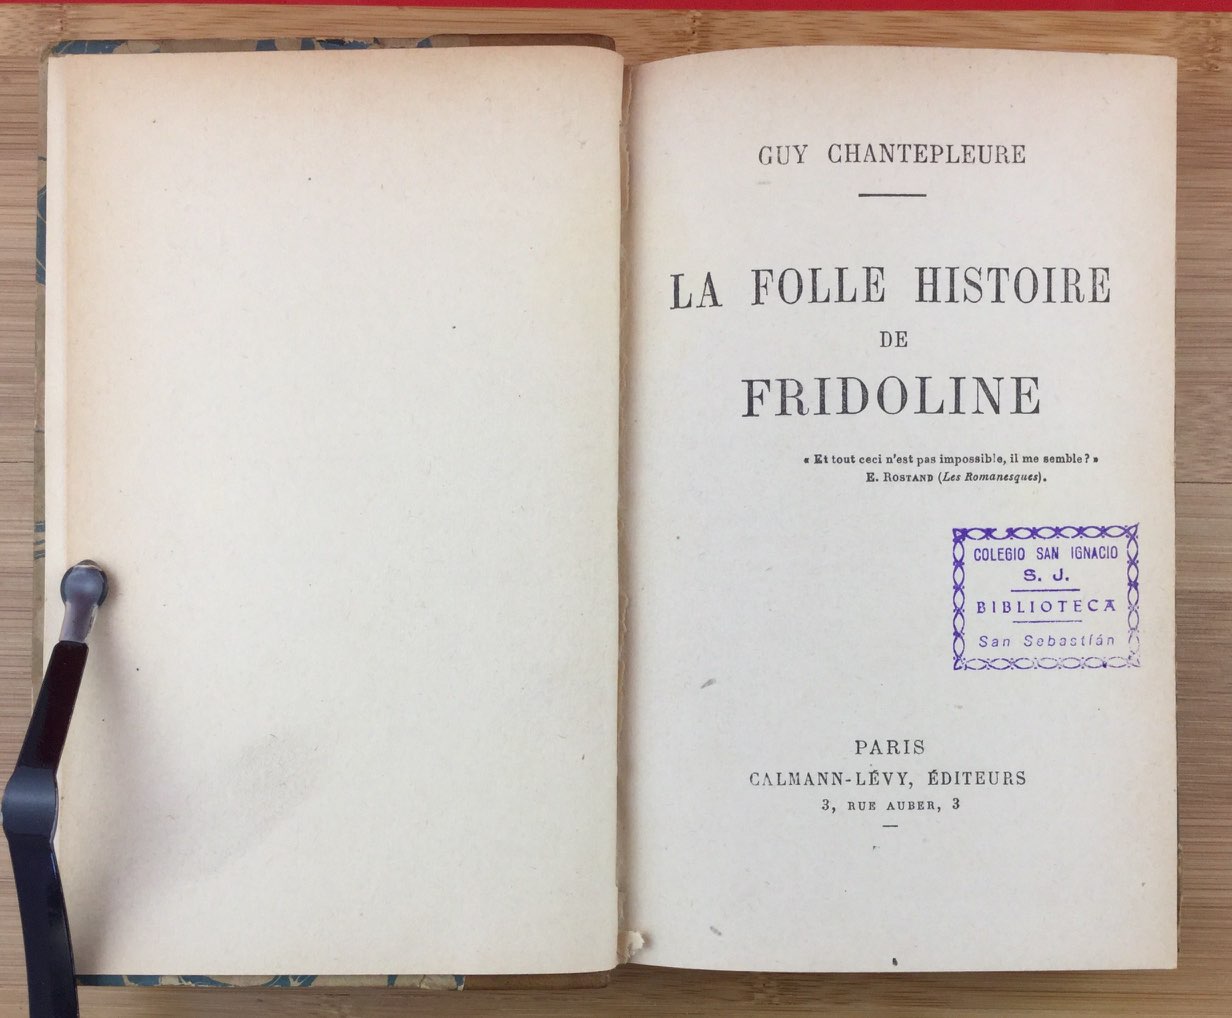 GUY CHANTEPLEURE
LA FOLLE HISTOIRE
DE
FRIDOLINE
« Et tout ceci n'est pas impossible, il me semble ? »
E. ROSTAND (Les Romanesques).
COLEGIO SAN IGNACIO
S. J.
BIBLIOTECA
San Sebastián
PARIS
CALMANN-LÉVY, ÉDITEURS
3, RUE AUBER, 3